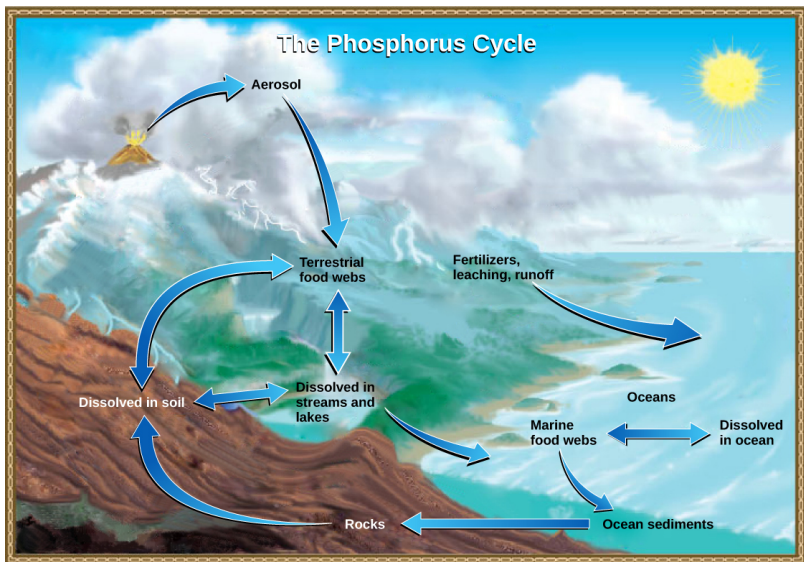 The Phosphorus Cycle
Aerosol
Terrestrial
food webs
Fertilizers,
leaching, runoff
Dissolved in soil
Dissolved in
streams and
lakes
Oceans
Marine
food webs
Dissolved
in ocean
Rocks
Ocean sediments